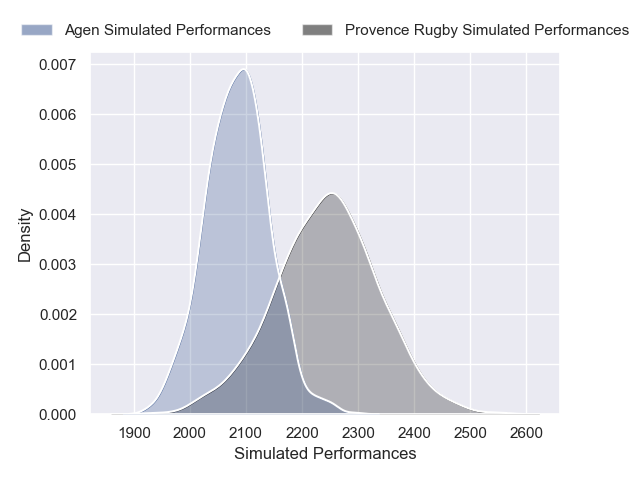 Agen Simulated Performances
Provence Rugby Simulated Performances
0.007
0.006
0.005
0.004
0.003
0.002
0.001
0.000
Density
1900 2000 2100 2200 2300 2400 2500 2600
Simulated Performances